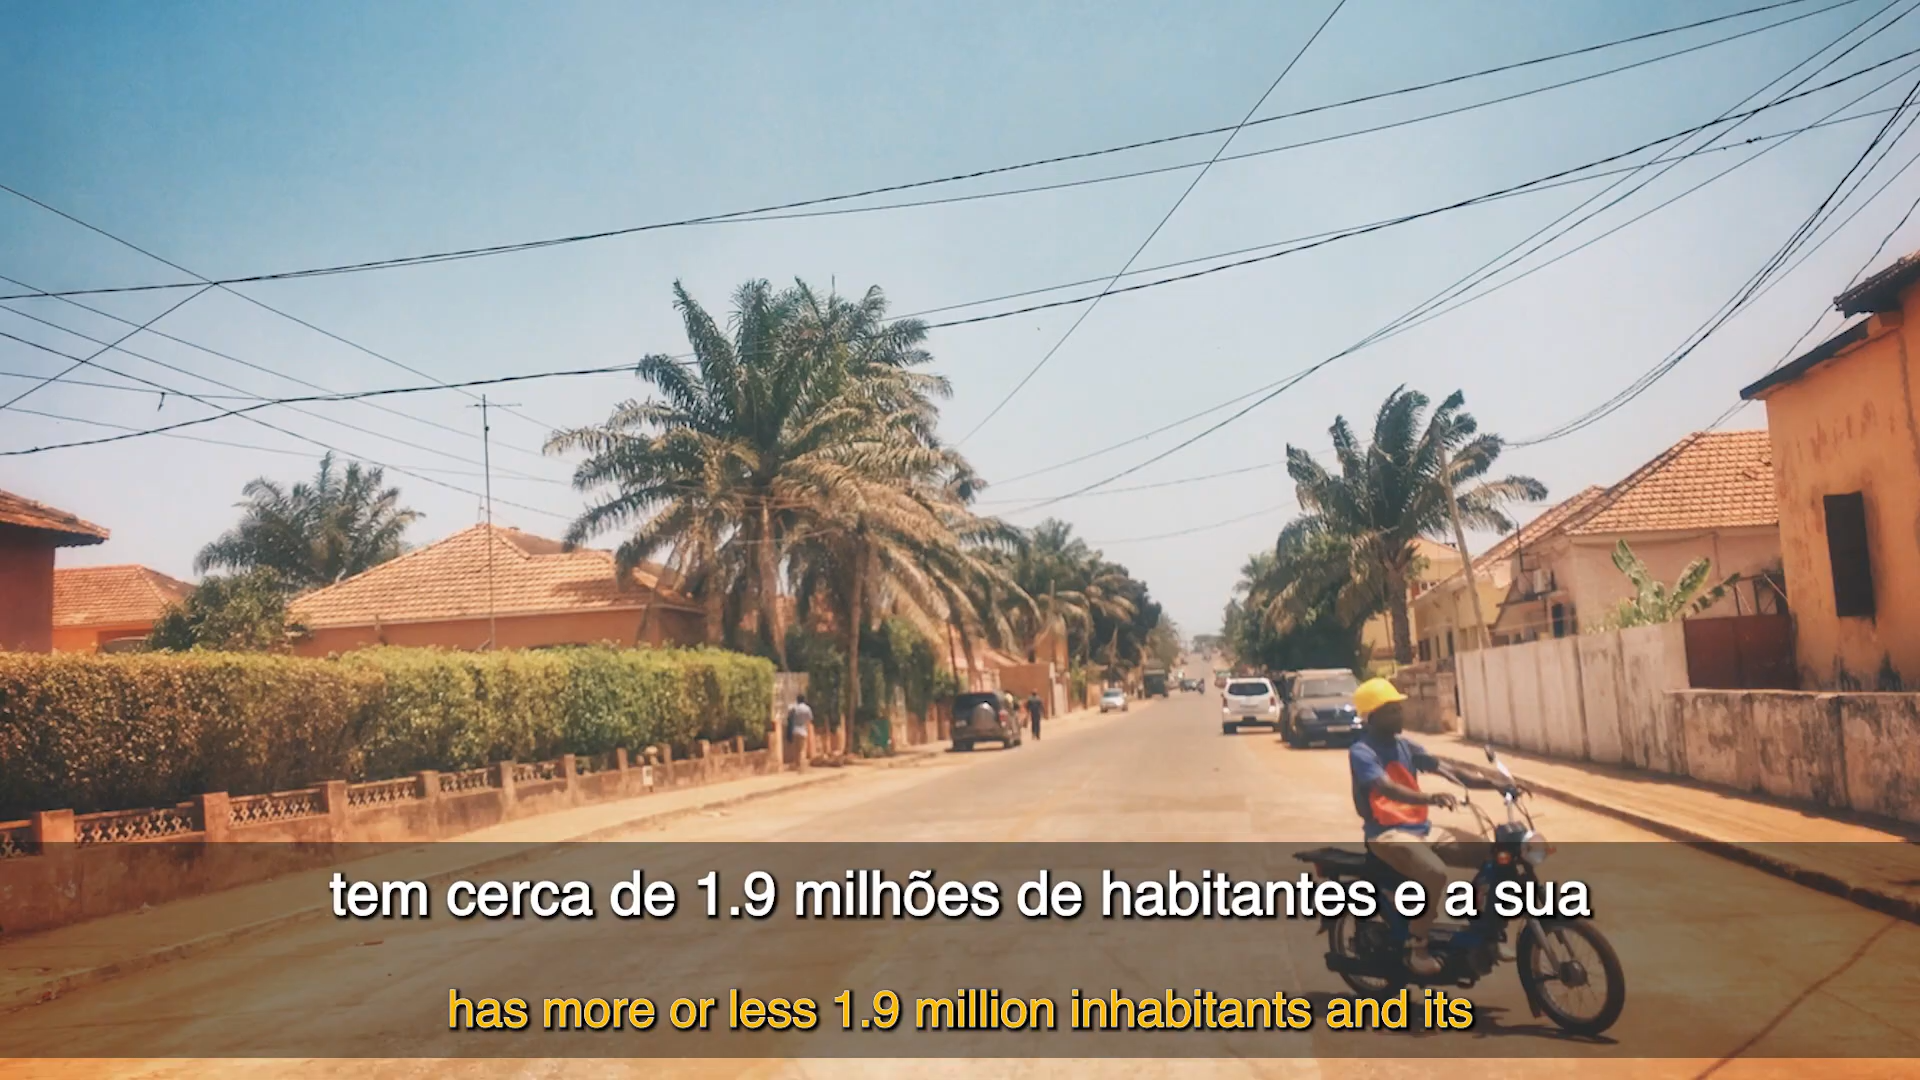 tem cerca de 1.9 milhões de habitantes e a sua
has more or less 1.9 million inhabitants and its